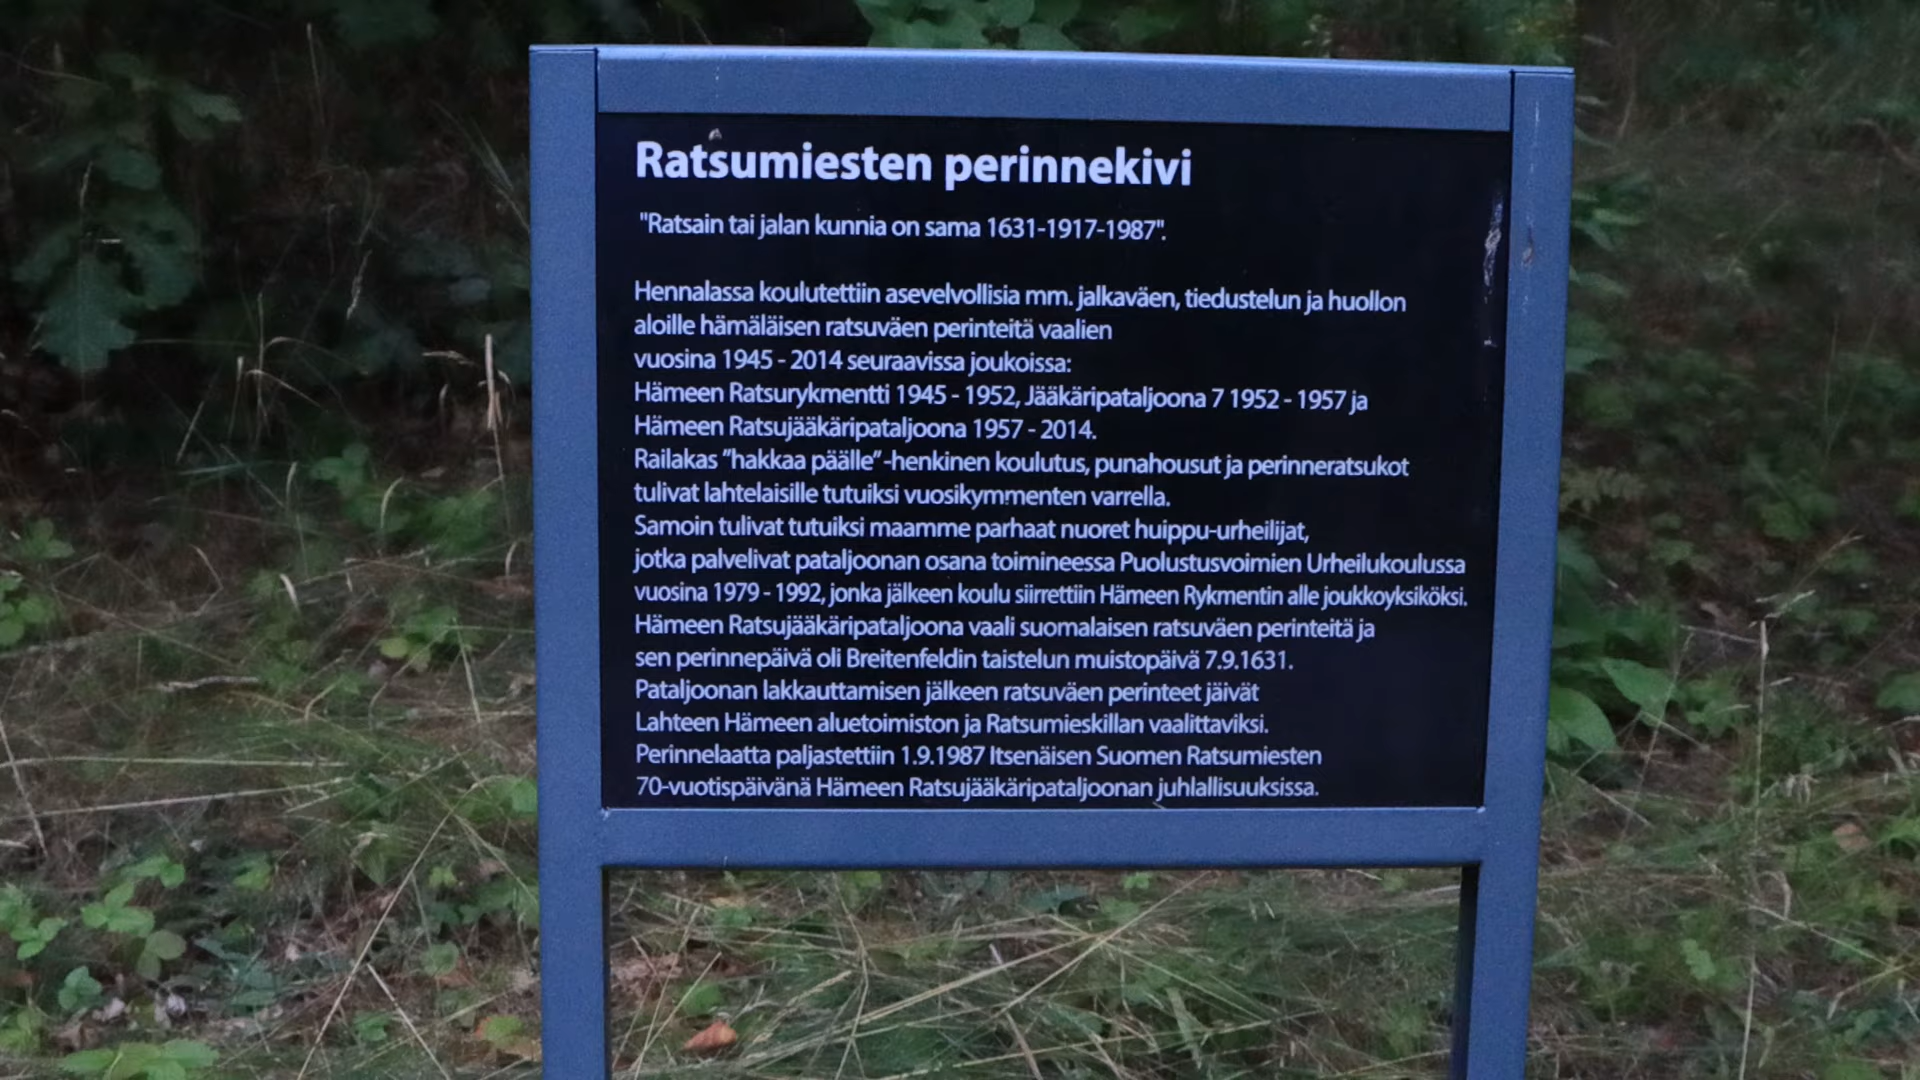 Ratsumiesten perinnekivi
"Ratsain tai jalan kunnia on sama 1631-1917-1987".
Hennalassa koulutettiin asevelvollisia mm. jalkaväen, tiedustelun ja huollon
aloille hämäläisen ratsuväen perinteitä vaalien
vuosina 1945 - 2014 seuraavissa joukoissa:
Hämeen Ratsurykmentti 1945 - 1952, Jääkäripataljoona 7 1952 - 1957 ja
Hämeen Ratsujääkäripataljoona 1957 - 2014.
Railakas "hakkaa päälle"-henkinen koulutus, punahousut ja perinneratsukot
tulivat lahtelaisille tutuiksi vuosikymmenten varrella.
Samoin tulivat tutuiksi maamme parhaat nuoret huippu-urheilijat,
jotka palvelivat pataljoonan osana toimineessa Puolustusvoimien Urheilukoulussa
vuosina 1979 - 1992, jonka jälkeen koulu siirrettiin Hämeen Rykmentin alle joukkoyksiköksi.
Hämeen Ratsujääkäripataljoona vaali suomalaisen ratsuväen perinteitä ja
sen perinnepäivä oli Breitenfeldin taistelun muistopäivä 7.9.1631.
Pataljoonan lakkauttamisen jälkeen ratsuväen perinteet jäivät
Lahteen Hämeen aluetoimiston ja Ratsumieskillan vaalittaviksi.
Perinnelaatta paljastettiin 1.9.1987 Itsenäisen Suomen Ratsumiesten
70-vuotispäivänä Hämeen Ratsujääkäripataljoonan juhlallisuuksissa.